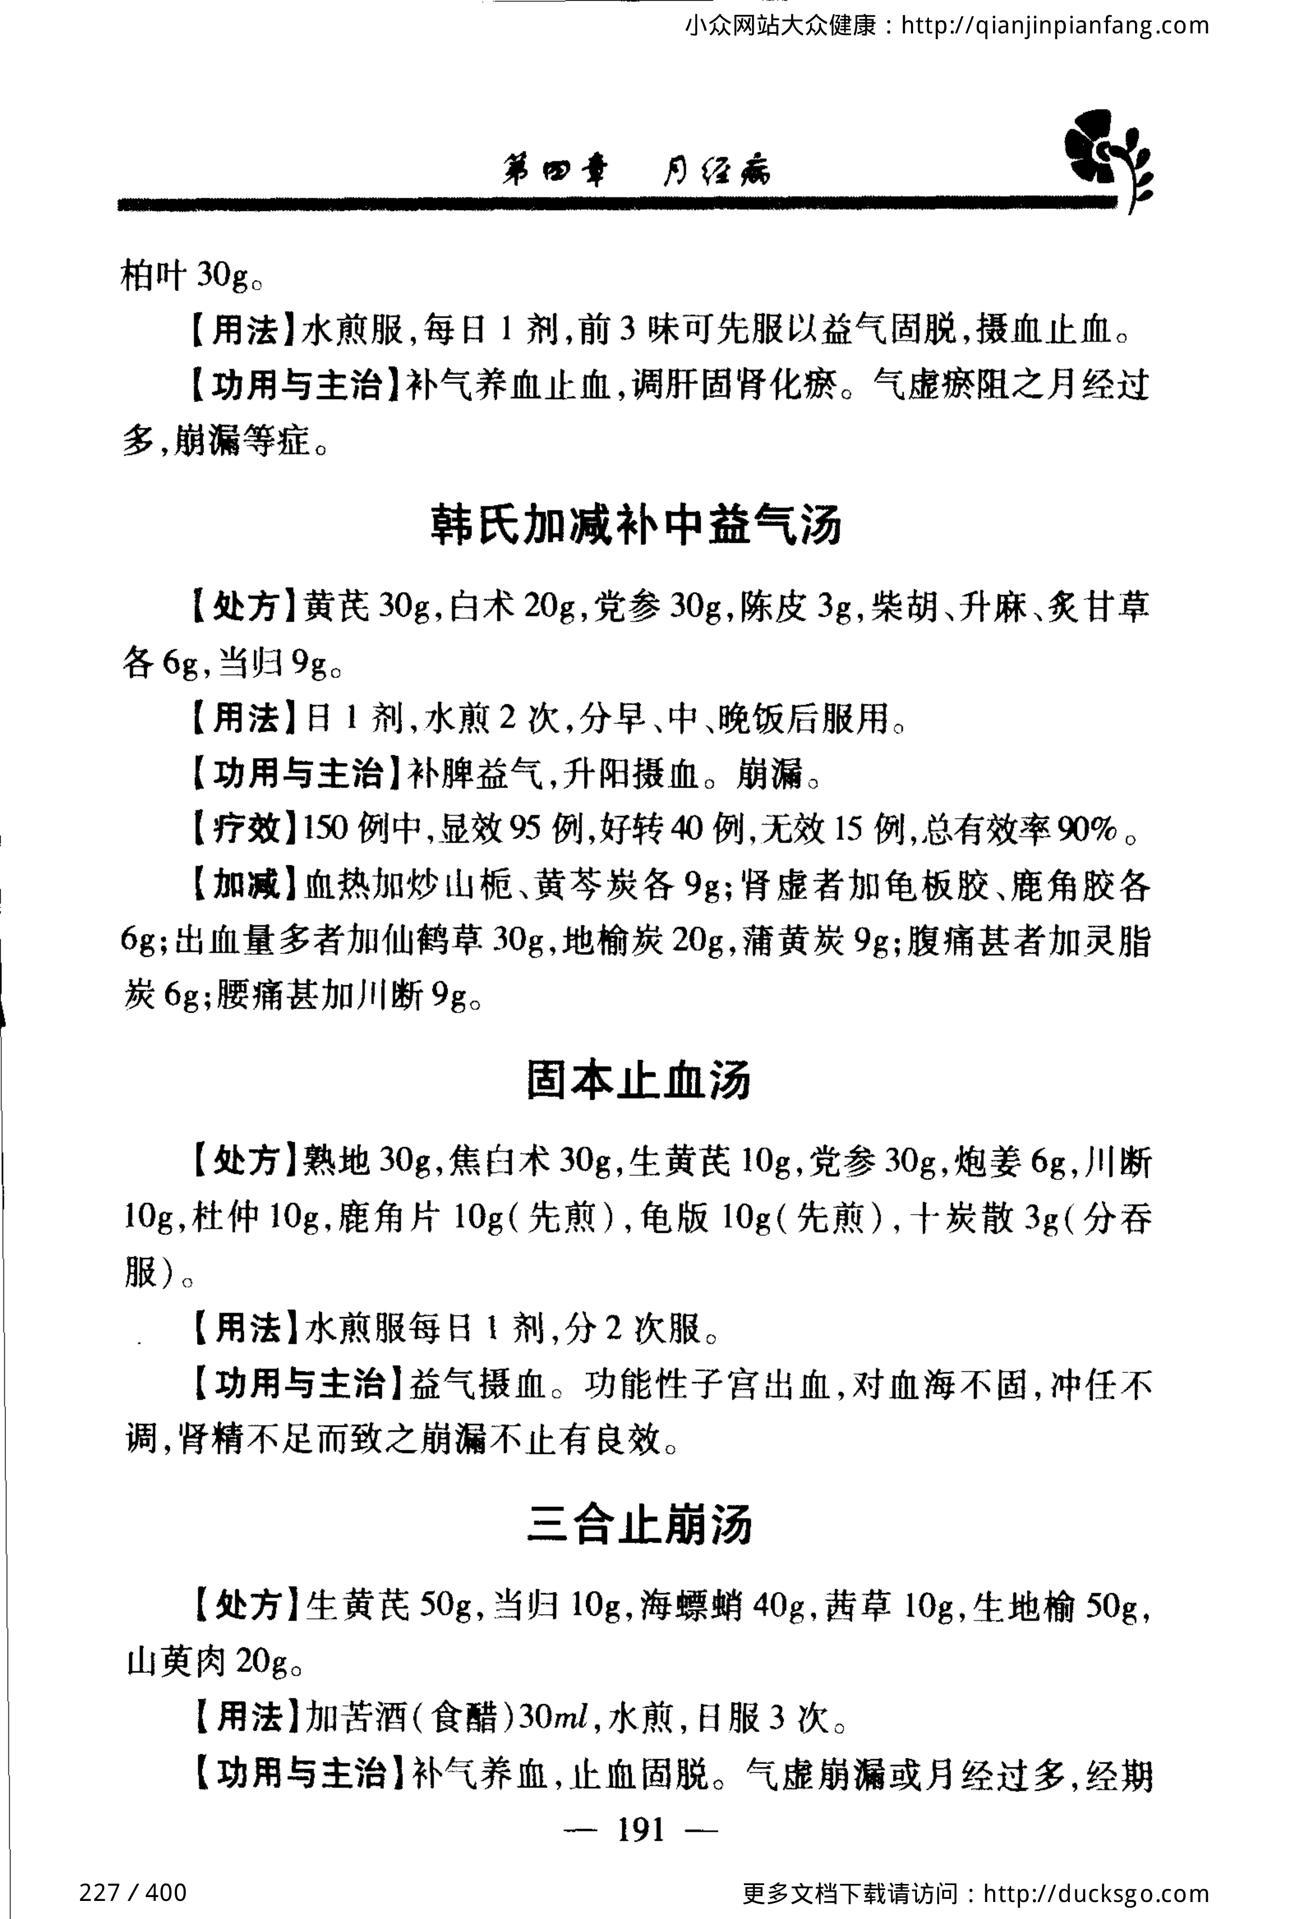 小众网站大众健康：http://qianjinpianfang.com
第四章 月经病
柏叶 30g。
【用法】水煎服,每日 1 剂,前 3 味可先服以益气固脱,摄血止血。
【功用与主治】补气养血止血,调肝固肾化瘀。气虚瘀阻之月经过
多,崩漏等症。
韩氏加减补中益气汤
【处方】黄芪 30g,白术 20g,党参 30g,陈皮 3g,柴胡、升麻、炙甘草
各 6g,当归 9g。
【用法】日 1 剂,水煎 2 次,分早、中、晚饭后服用。
【功用与主治】补脾益气,升阳摄血。崩漏。
【疗效】150 例中,显效 95 例,好转 40 例,无效 15 例,总有效率 90%。
【加减】血热加炒山栀、黄芩炭各 9g;肾虚者加龟板胶、鹿角胶各
6g;出血量多者加仙鹤草 30g,地榆炭 20g,蒲黄炭 9g;腹痛甚者加灵脂
炭 6g;腰痛甚加川断 9g。
固本止血汤
【处方】熟地 30g,焦白术 30g,生黄芪 10g,党参 30g,炮姜 6g,川断
10g,杜仲 10g,鹿角片 10g(先煎),龟版 10g(先煎),十炭散 3g(分吞
服)。
【用法】水煎服每日 1 剂,分 2 次服。
【功用与主治】益气摄血。功能性子宫出血,对血海不固,冲任不
调,肾精不足而致之崩漏不止有良效。
三合止崩汤
【处方】生黄芪 50g,当归 10g,海螵蛸 40g,茜草 10g,生地榆 50g,
山萸肉 20g。
【用法】加苦酒(食醋)30ml,水煎,日服 3 次。
【功用与主治】补气养血,止血固脱。气虚崩漏或月经过多,经期
— 191 —
227 / 400
更多文档下载请访问：http://ducksgo.com